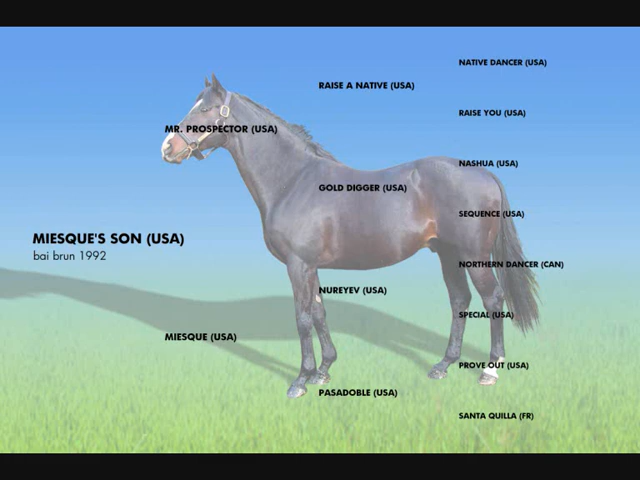 NATIVE DANCER (USA)
RAISE A NATIVE (USA)
RAISE YOU (USA)
MR. PROSPECTOR (USA)
NASHUA (USA)
GOLD DIGGER (USA)
SEQUENCE (USA)
MIESQUE'S SON (USA)
bai brun 1992
NORTHERN DANCER (CAN)
NUREYEV (USA)
SPECIAL (USA)
MIESQUE (USA)
PROVE OUT (USA)
PASADOBLE (USA)
SANTA QUILLA (FR)